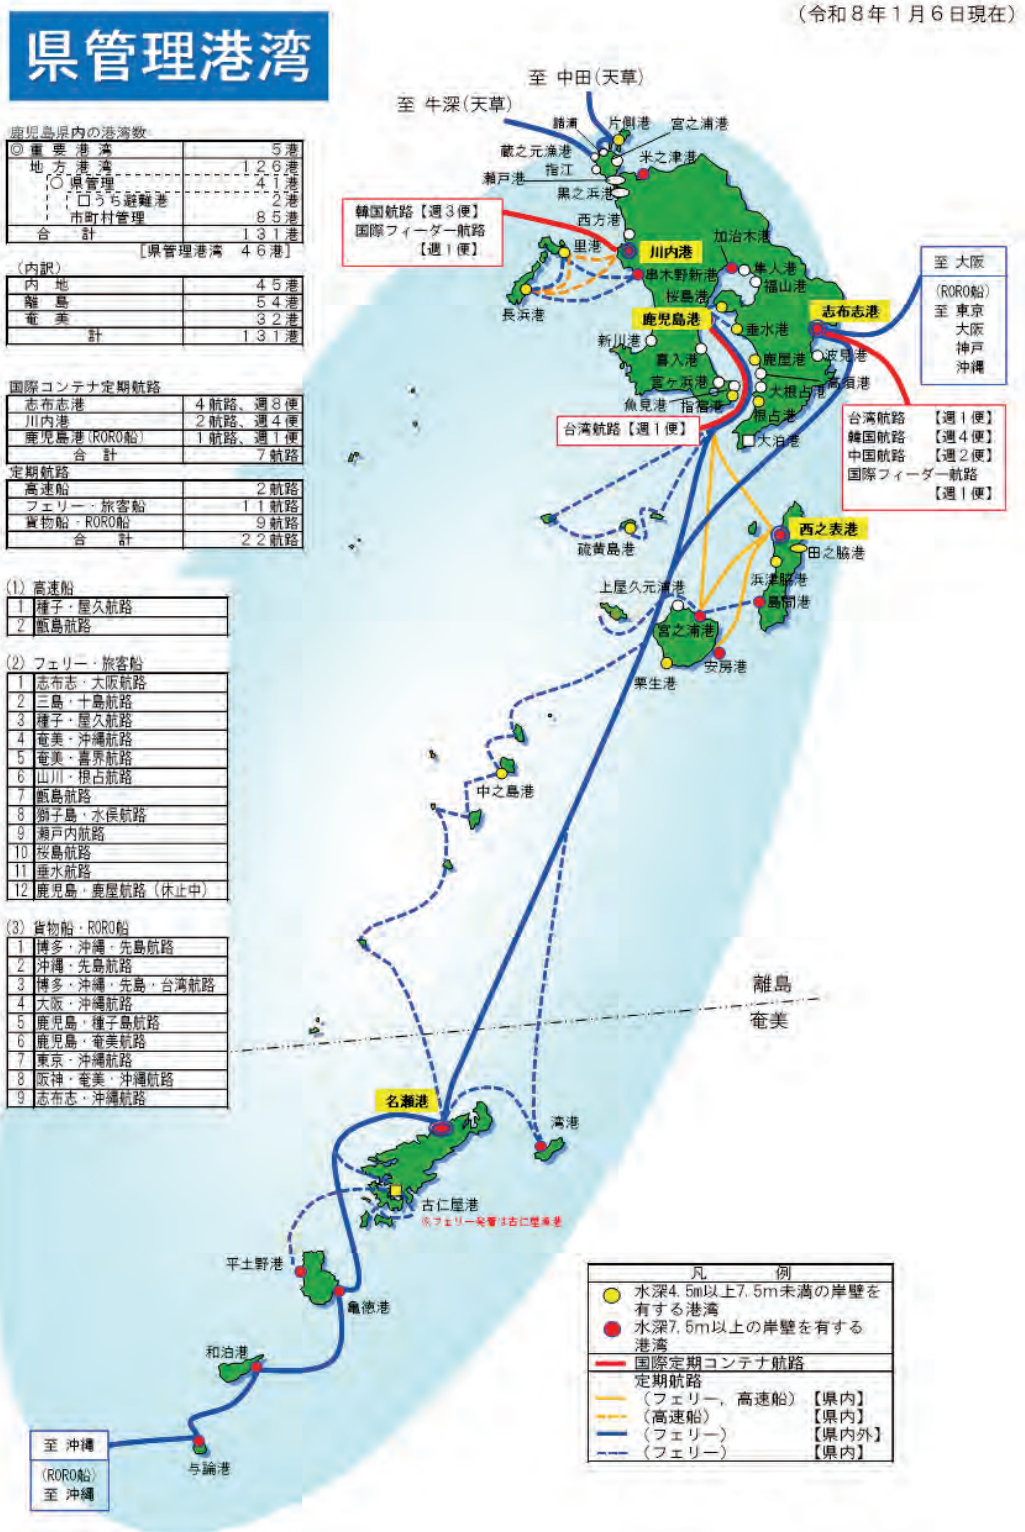 (令和8年1月6日現在)
県管理港湾
鹿児島県内の港湾数
◎ 重要港湾 5港
地方港湾 126港
○ 県管理 41港
□うち避難港 2港
市町村管理 85港
合計 131港
[県管理港湾 46港]
(内訳)
内地 45港
離島 54港
奄美 32港
計 131港
国際コンテナ定期航路
志布志港 4航路、週8便
川内港 2航路、週4便
鹿児島港(RORO船) 1航路、週1便
合計 7航路
定期航路
高速船 2航路
フェリー・旅客船 11航路
貨物船・RORO船 9航路
合計 22航路
(1) 高速船
1 種子・屋久航路
2 甑島航路
(2) フェリー・旅客船
1 志布志・大阪航路
2 三島・十島航路
3 種子・屋久航路
4 奄美・沖縄航路
5 奄美・喜界航路
6 山川・根占航路
7 甑島航路
8 獅子島・水俣航路
9 瀬戸内航路
10 桜島航路
11 垂水航路
12 鹿児島・鹿屋航路（休止中）
(3) 貨物船・RORO船
1 博多・沖縄・先島航路
2 沖縄・先島航路
3 博多・沖縄・先島・台湾航路
4 大阪・沖縄航路
5 鹿児島・種子島航路
6 鹿児島・奄美航路
7 東京・沖縄航路
8 阪神・奄美・沖縄航路
9 志布志・沖縄航路
至 中田(天草)
至 牛深(天草)
諸浦
片側港
宮之浦港
蔵之元漁港
指江
米之津港
瀬戸港
黒之浜港
西方港
韓国航路【週3便】
国際フィーダー航路
【週1便】
里港
川内港
加治木港
串木野新港
隼人港
福山港
長浜港
桜島港
鹿児島港
志布志港
垂水港
新川港
喜入港
鹿屋港
波見港
高須港
宮ヶ浜港
大根占港
魚見港
指宿港
根占港
大泊港
至 大阪
(RORO船)
至 東京
大阪
神戸
沖縄
台湾航路【週1便】
台湾航路 【週1便】
韓国航路 【週4便】
中国航路 【週2便】
国際フィーダー航路
【週1便】
硫黄島港
西之表港
田之脇港
浜津脇港
上屋久元浦港
島間港
宮之浦港
安房港
栗生港
中之島港
離島
奄美
名瀬港
湾港
古仁屋港
※フェリー発着は古仁屋漁港
平土野港
亀徳港
和泊港
与論港
至 沖縄
(RORO船)
至 沖縄
凡例
水深4.5m以上7.5m未満の岸壁を
有する港湾
水深7.5m以上の岸壁を有する
港湾
国際定期コンテナ航路
定期航路
(フェリー，高速船)【県内】
(高速船) 【県内】
(フェリー) 【県内外】
(フェリー) 【県内】